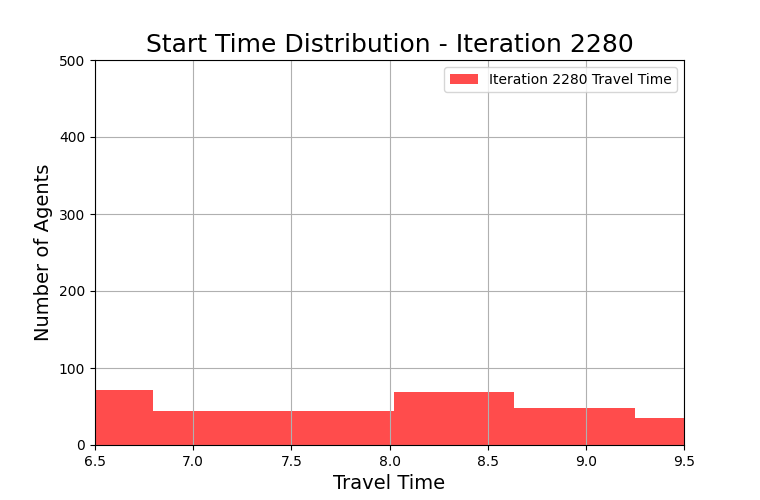 Start Time Distribution - Iteration 2280
Iteration 2280 Travel Time
Number of Agents
500
400
300
200
100
0
6.5 7.0 7.5 8.0 8.5 9.0 9.5
Travel Time